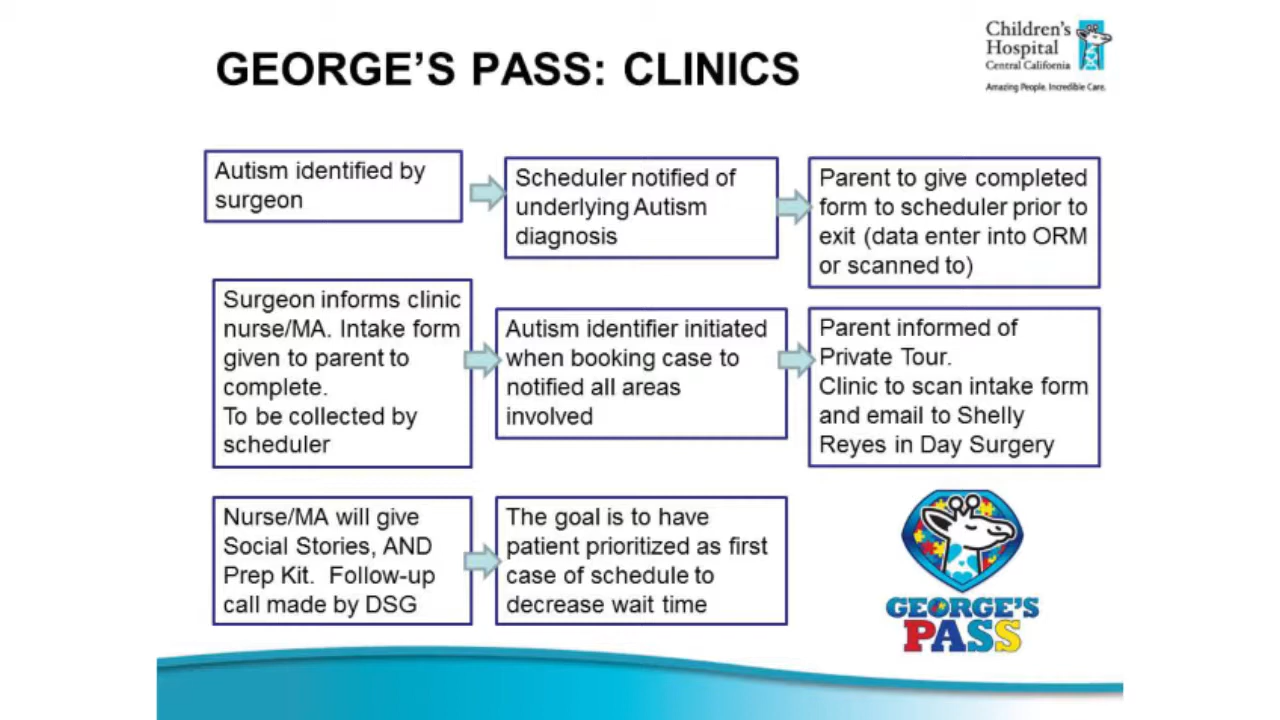 GEORGE’S PASS: CLINICS
Children's
Hospital
Central California
Amazing People. Incredible Care.
Autism identified by
surgeon
Scheduler notified of
underlying Autism
diagnosis
Parent to give completed
form to scheduler prior to
exit (data enter into ORM
or scanned to)
Surgeon informs clinic
nurse/MA. Intake form
given to parent to
complete.
To be collected by
scheduler
Autism identifier initiated
when booking case to
notified all areas
involved
Parent informed of
Private Tour.
Clinic to scan intake form
and email to Shelly
Reyes in Day Surgery
Nurse/MA will give
Social Stories, AND
Prep Kit. Follow-up
call made by DSG
The goal is to have
patient prioritized as first
case of schedule to
decrease wait time
GEORGE'S
PASS